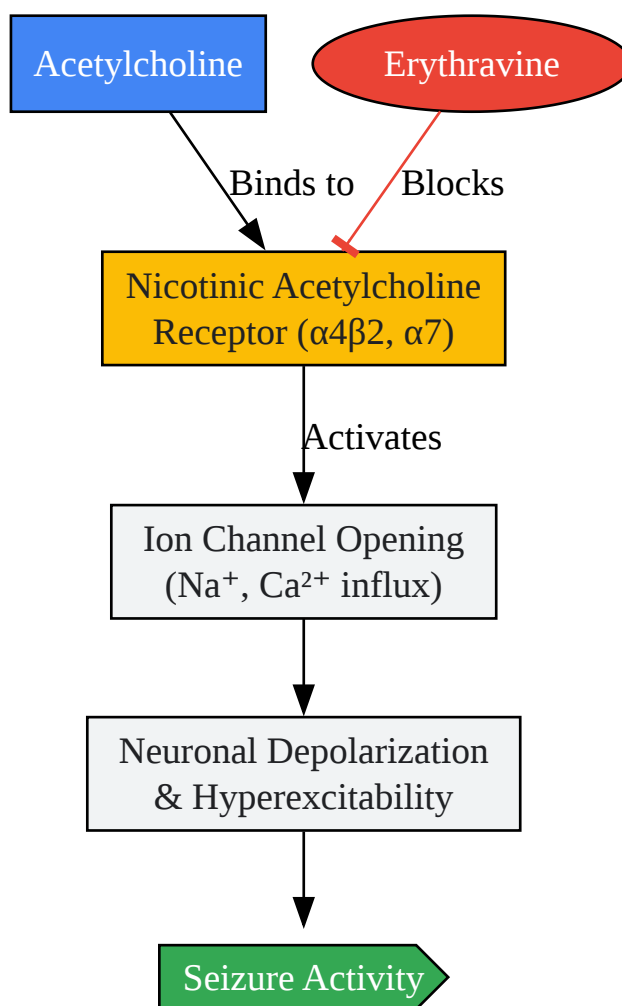 Acetylcholine
Erythravine
Binds to
Blocks
Nicotinic Acetylcholine
Receptor (α4β2, α7)
Activates
Ion Channel Opening
(Na⁺, Ca²⁺ influx)
Neuronal Depolarization
& Hyperexcitability
Seizure Activity